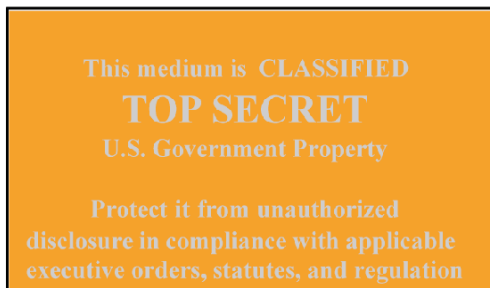 This medium is CLASSIFIED
TOP SECRET
U.S. Government Property
Protect it from unauthorized
disclosure in compliance with applicable
executive orders, statutes, and regulation